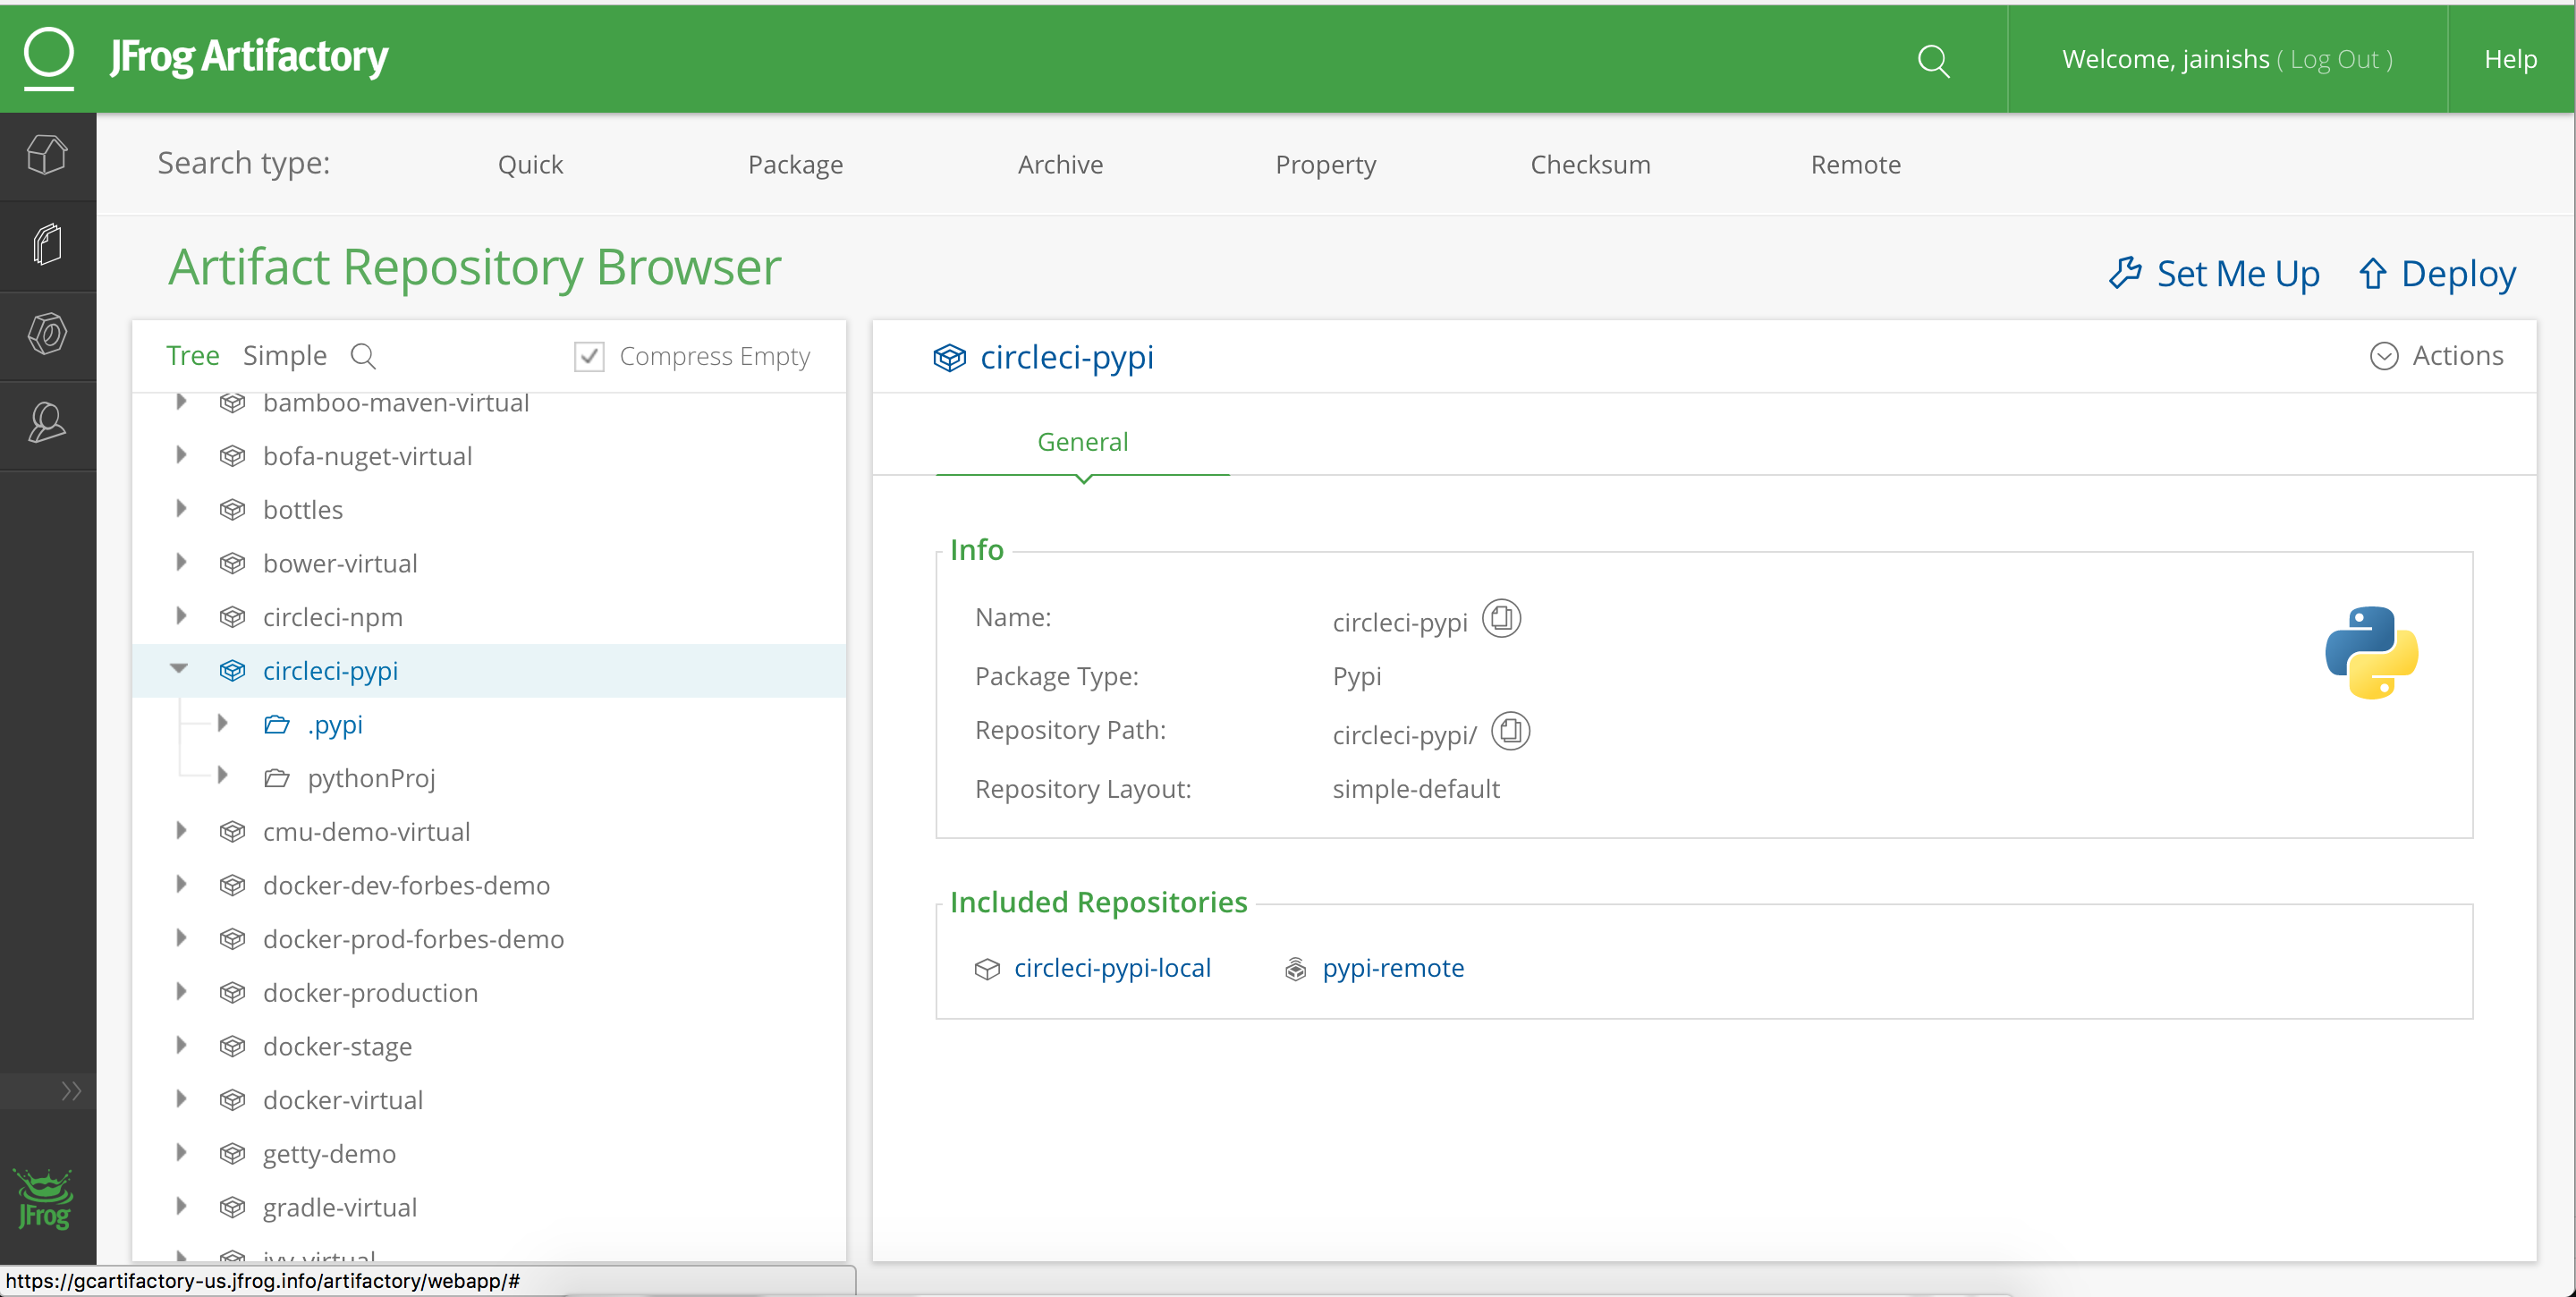 JFrog Artifactory
Welcome, jainishs ( Log Out )
Help
Search type:
Quick
Package
Archive
Property
Checksum
Remote
Artifact Repository Browser
Set Me Up
Deploy
Tree
Simple
Compress Empty
bamboo-maven-virtual
bofa-nuget-virtual
bottles
bower-virtual
circleci-npm
circleci-pypi
.pypi
pythonProj
cmu-demo-virtual
docker-dev-forbes-demo
docker-prod-forbes-demo
docker-production
docker-stage
docker-virtual
getty-demo
gradle-virtual
ivy-virtual
circleci-pypi
Actions
General
Info
Name: circleci-pypi
Package Type: Pypi
Repository Path: circleci-pypi/
Repository Layout: simple-default
Included Repositories
circleci-pypi-local
pypi-remote
JFrog
https://gcartifactory-us.jfrog.info/artifactory/webapp/#